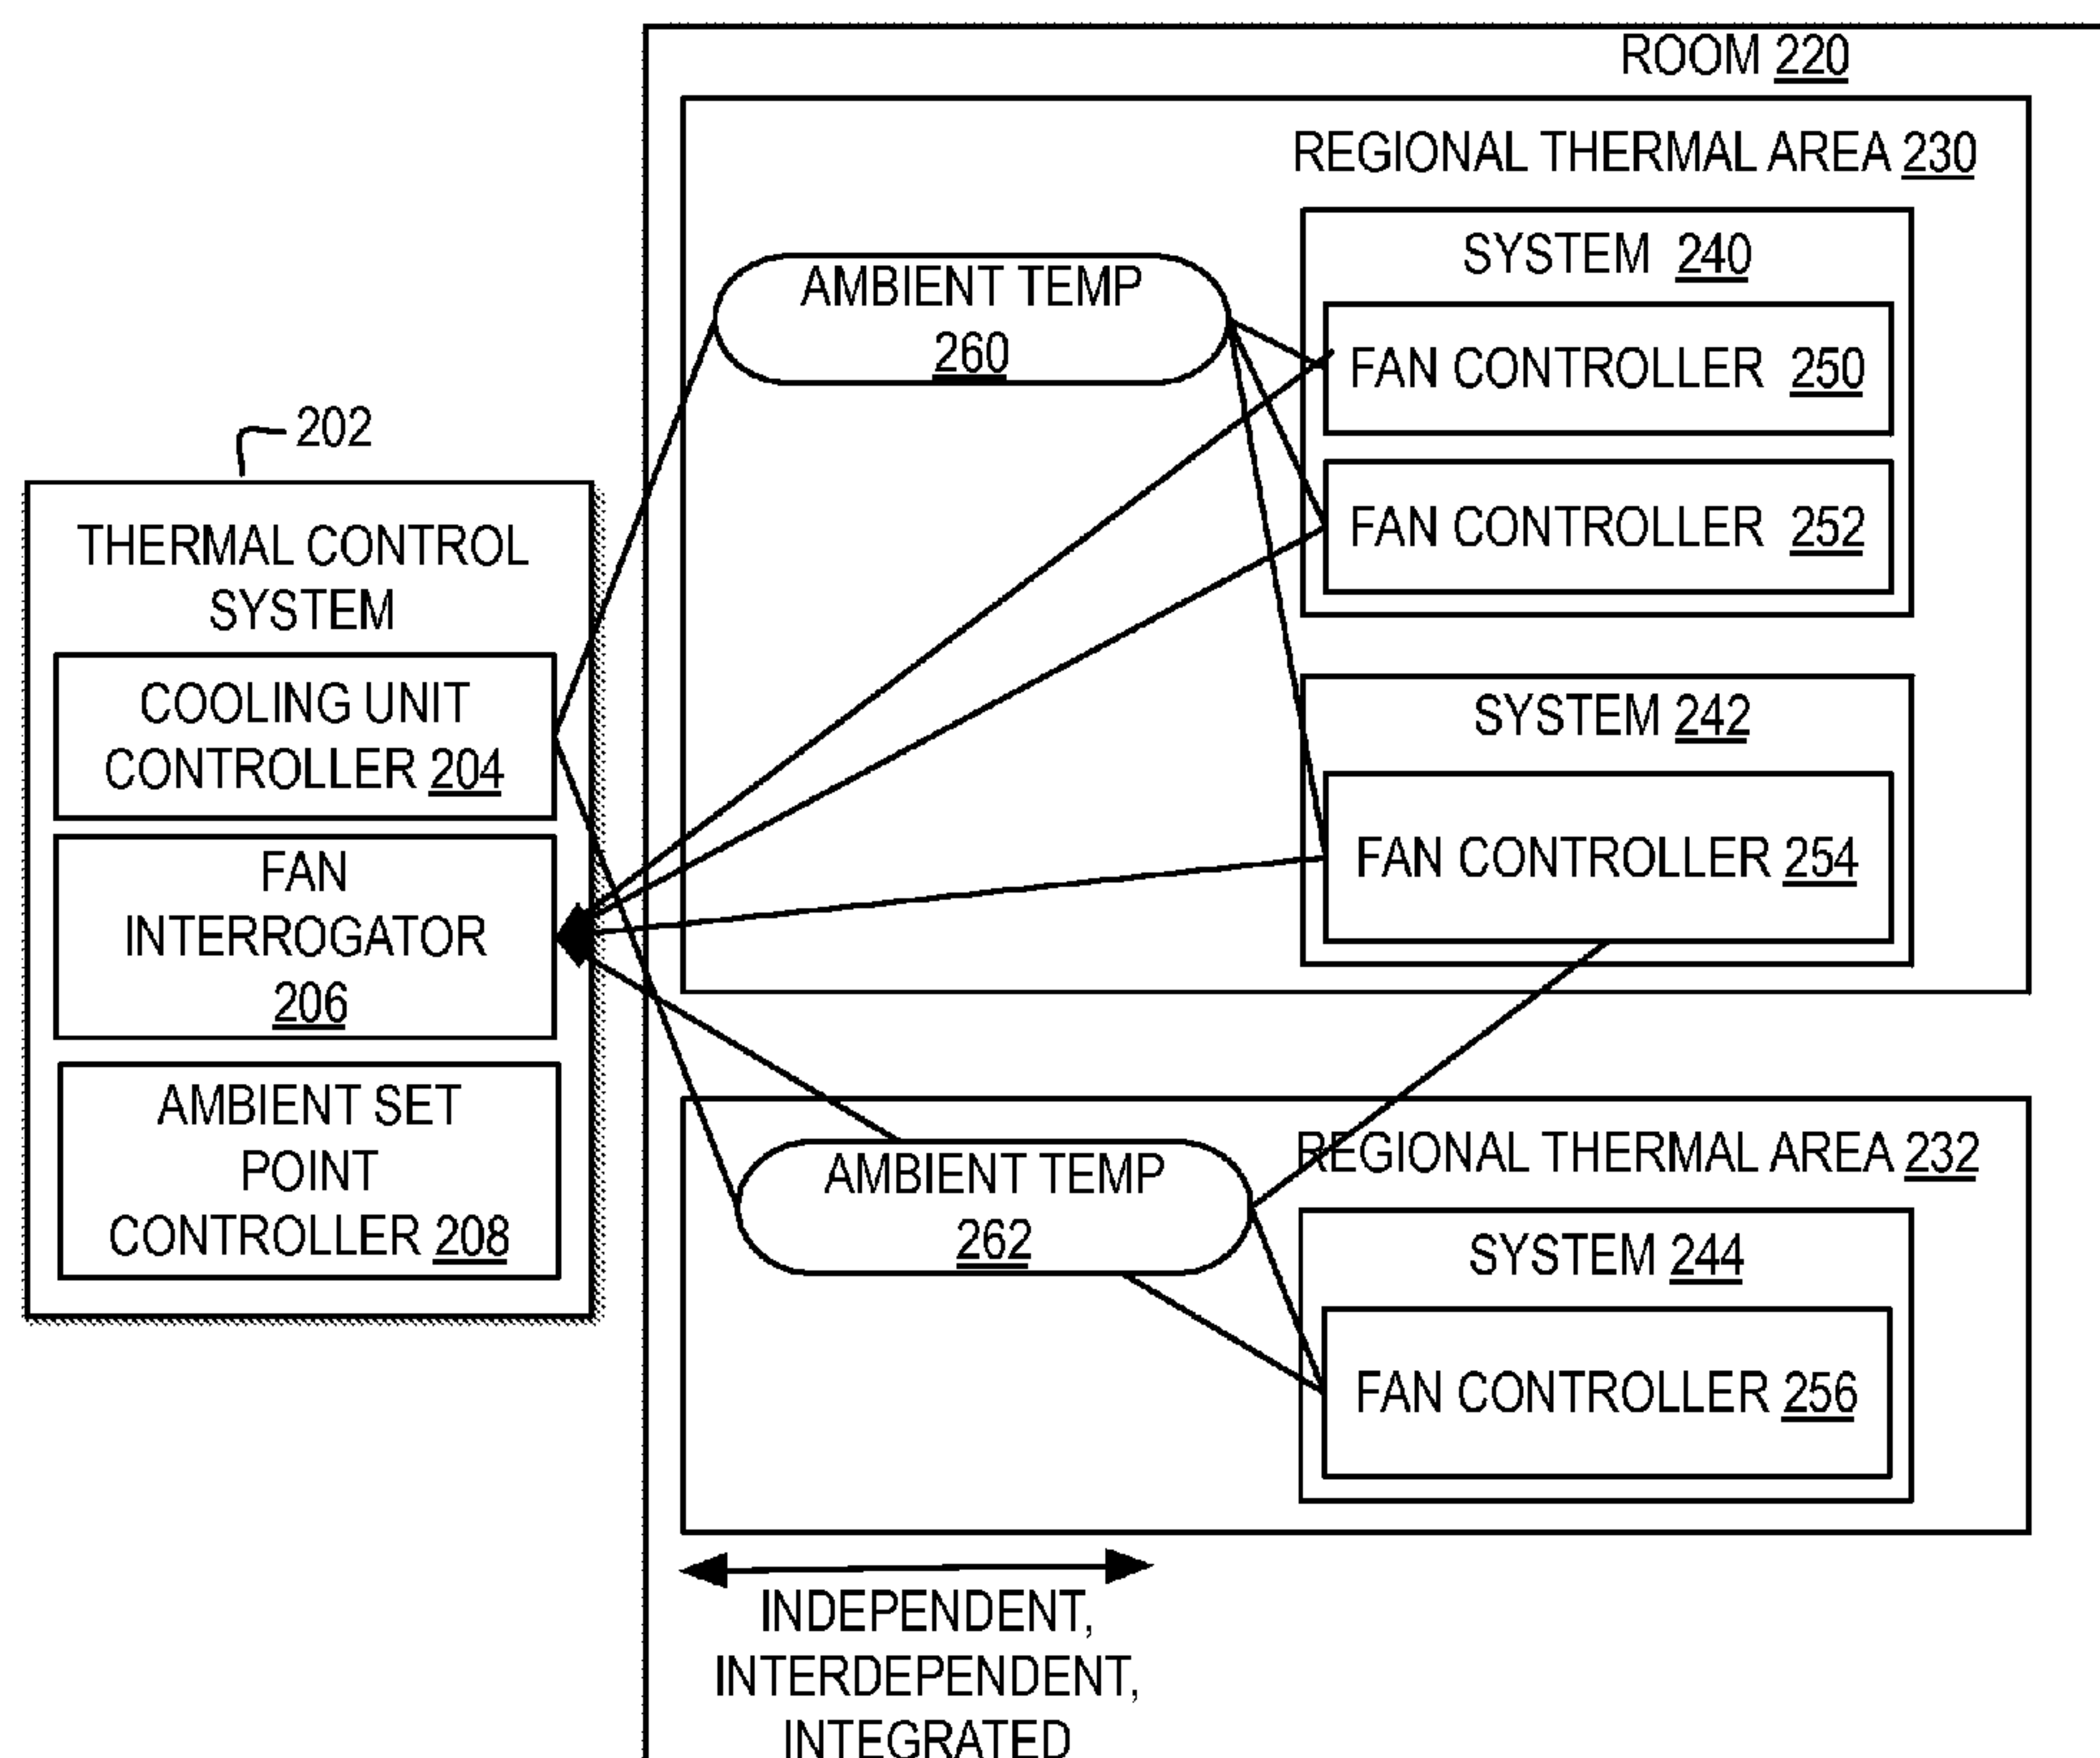 ROOM 220
REGIONAL THERMAL AREA 230
SYSTEM 240
AMBIENT TEMP
260
FAN CONTROLLER 250
202
FAN CONTROLLER 252
THERMAL CONTROL
SYSTEM
COOLING UNIT
CONTROLLER 204
SYSTEM 242
FAN CONTROLLER 254
FAN
INTERROGATOR
206
AMBIENT SET
POINT
CONTROLLER 208
REGIONAL THERMAL AREA 232
AMBIENT TEMP
262
SYSTEM 244
FAN CONTROLLER 256
INDEPENDENT,
INTERDEPENDENT,
INTEGRATED